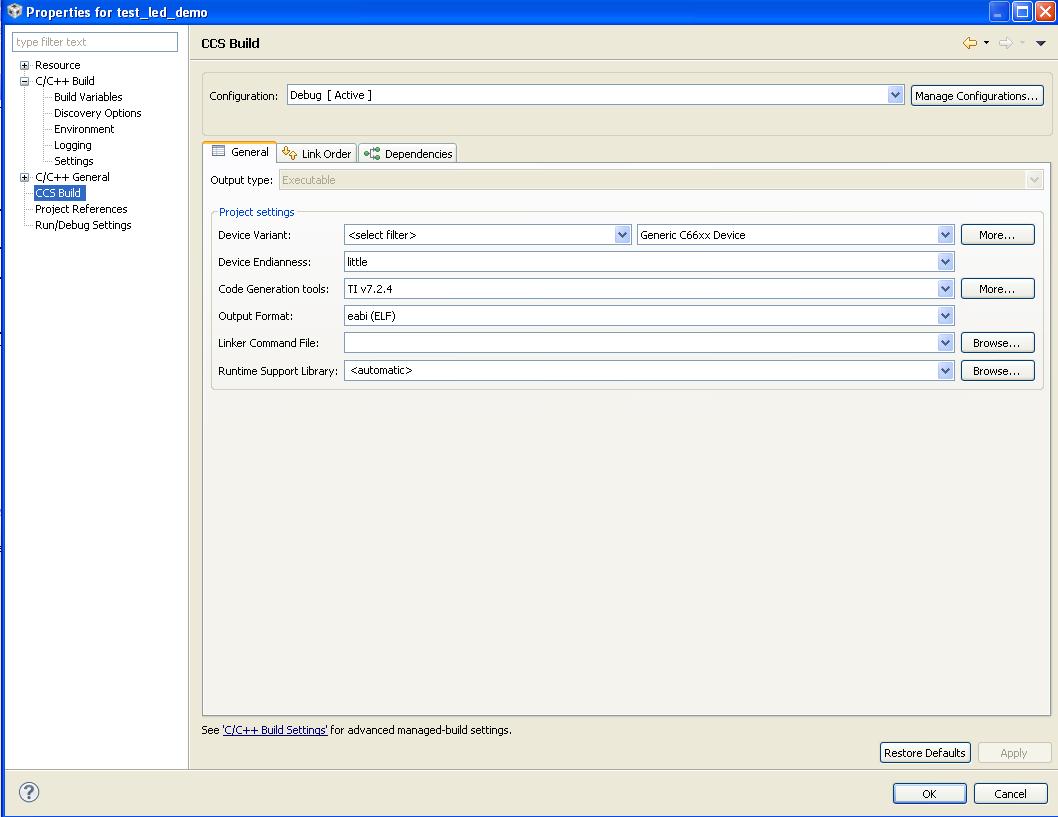 Properties for test_led_demo
type filter text
CCS Build
Resource
C/C++ Build
Build Variables
Discovery Options
Environment
Logging
Settings
C/C++ General
CCS Build
Project References
Run/Debug Settings
Configuration: Debug [ Active ] Manage Configurations...
General Link Order Dependencies
Output type: Executable
Project settings
Device Variant: <select filter> Generic C66xx Device More...
Device Endianness: little
Code Generation tools: TI v7.2.4 More...
Output Format: eabi (ELF)
Linker Command File: Browse...
Runtime Support Library: <automatic> Browse...
See 'C/C++ Build Settings' for advanced managed-build settings.
Restore Defaults Apply
? OK Cancel